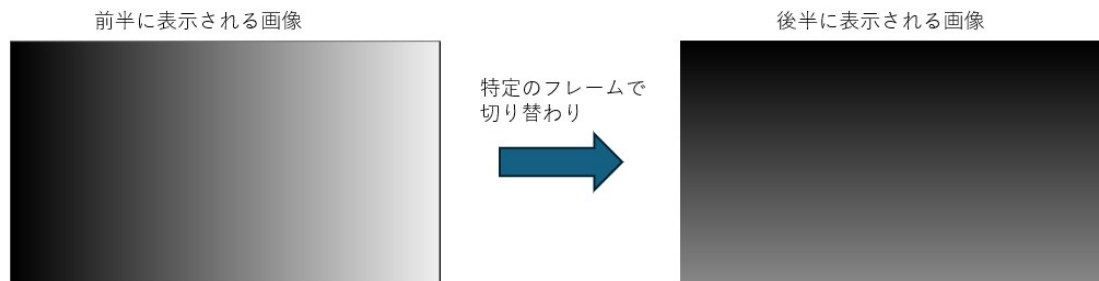 前半に表示される画像
後半に表示される画像
特定のフレームで
切り替わり